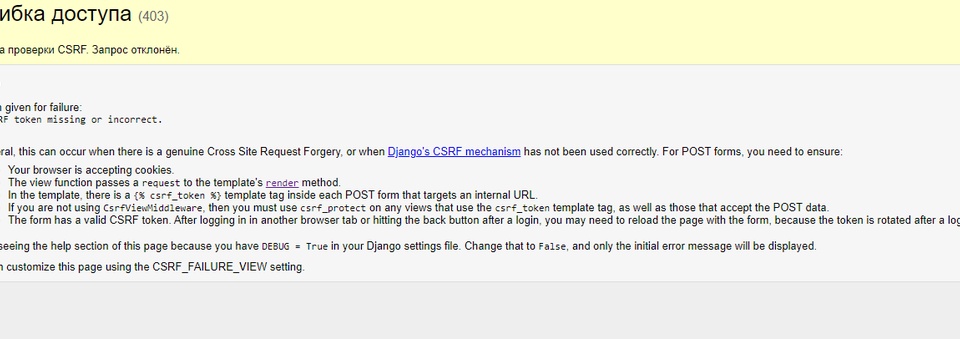 ибка доступа (403)
а проверки CSRF. Запрос отклонён.
given for failure:
RF token missing or incorrect.
eral, this can occur when there is a genuine Cross Site Request Forgery, or when Django's CSRF mechanism has not been used correctly. For POST forms, you need to ensure:
Your browser is accepting cookies.
The view function passes a request to the template's render method.
In the template, there is a {% csrf_token %} template tag inside each POST form that targets an internal URL.
If you are not using CsrfViewMiddleware, then you must use csrf_protect on any views that use the csrf_token template tag, as well as those that accept the POST data.
The form has a valid CSRF token. After logging in in another browser tab or hitting the back button after a login, you may need to reload the page with the form, because the token is rotated after a log
seeing the help section of this page because you have DEBUG = True in your Django settings file. Change that to False, and only the initial error message will be displayed.
n customize this page using the CSRF_FAILURE_VIEW setting.